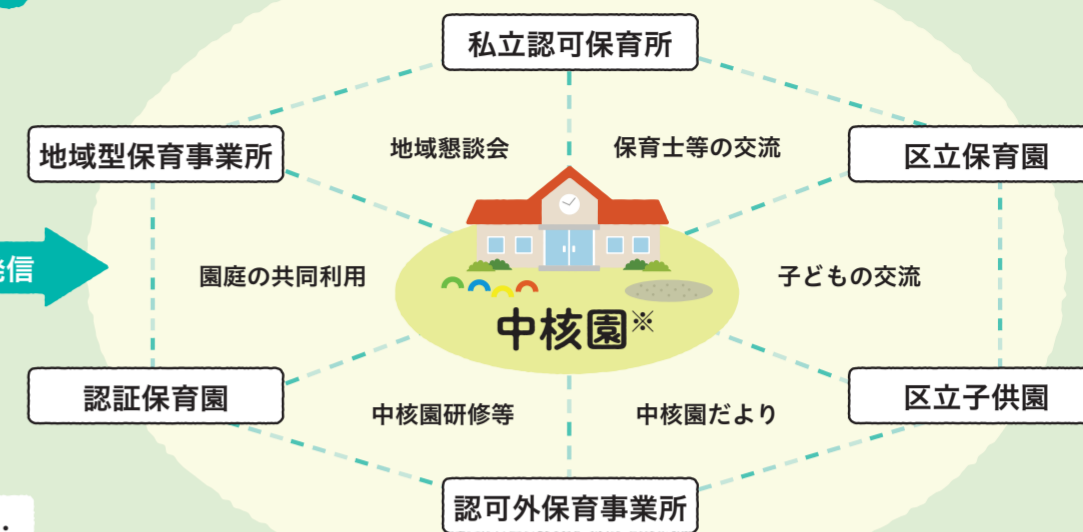 私立認可保育所
地域型保育事業所
地域懇談会
保育士等の交流
区立保育園
発信
園庭の共同利用
子どもの交流
中核園※
認証保育園
中核園研修等
中核園だより
区立子供園
認可外保育事業所